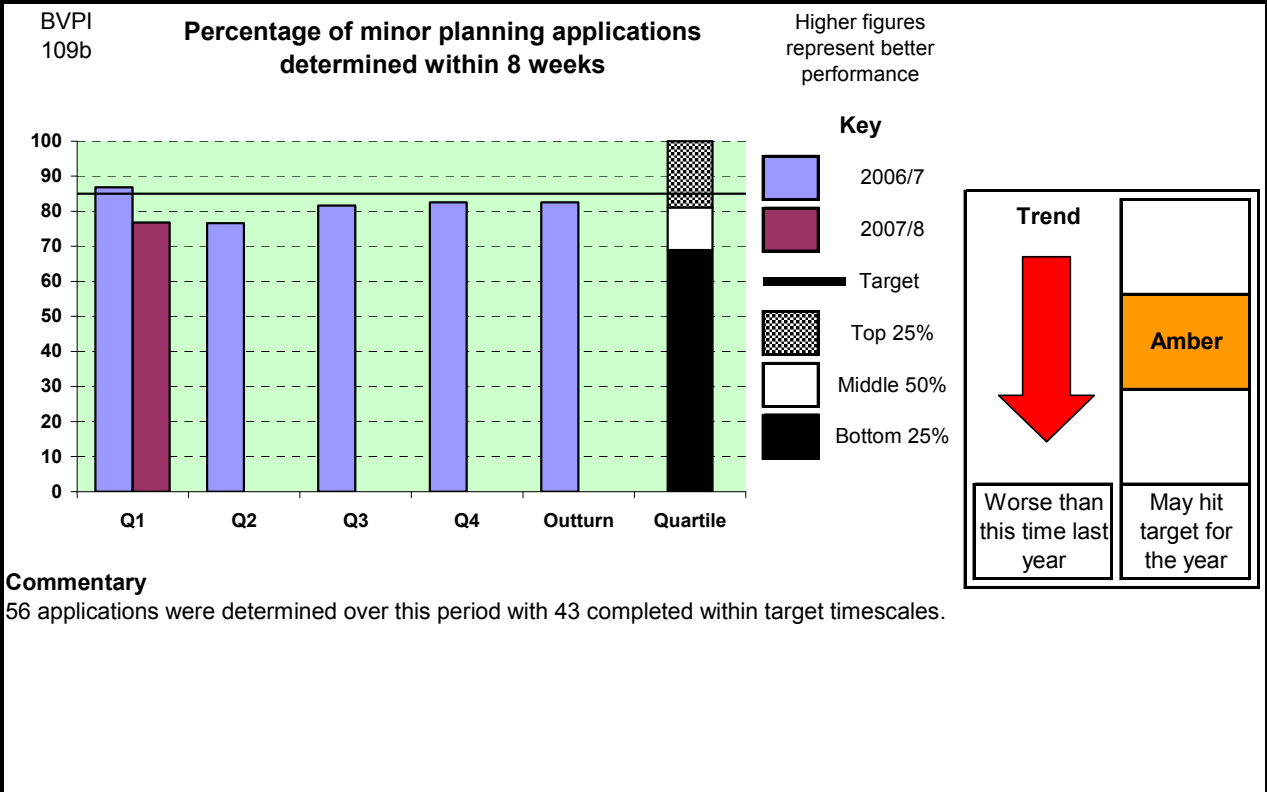 BVPI
109b
Percentage of minor planning applications
determined within 8 weeks
Higher figures
represent better
performance
100
90
80
70
60
50
40
30
20
10
0
Q1
Q2
Q3
Q4
Outturn
Quartile
Key
2006/7
2007/8
Target
Top 25%
Middle 50%
Bottom 25%
Trend
Amber
Worse than
this time last
year
May hit
target for
the year
Commentary
56 applications were determined over this period with 43 completed within target timescales.